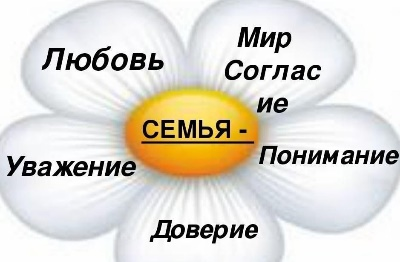 Любовь
Мир
Соглас
ие
СЕМЬЯ -
Уважение
Понимание
Доверие